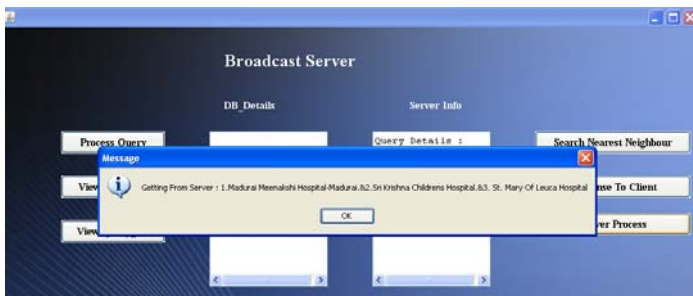 Broadcast Server
DB_Details Server Info
Process Query Query Details : Search Nearest Neighbour
Message
View Getting From Server : 1.Madurai Meenakshi Hospital-Madurai.&2.Sri Krishna Childrens Hospital.&3. St. Mary Of Leuca Hospital nse To Client
OK
View ver Process